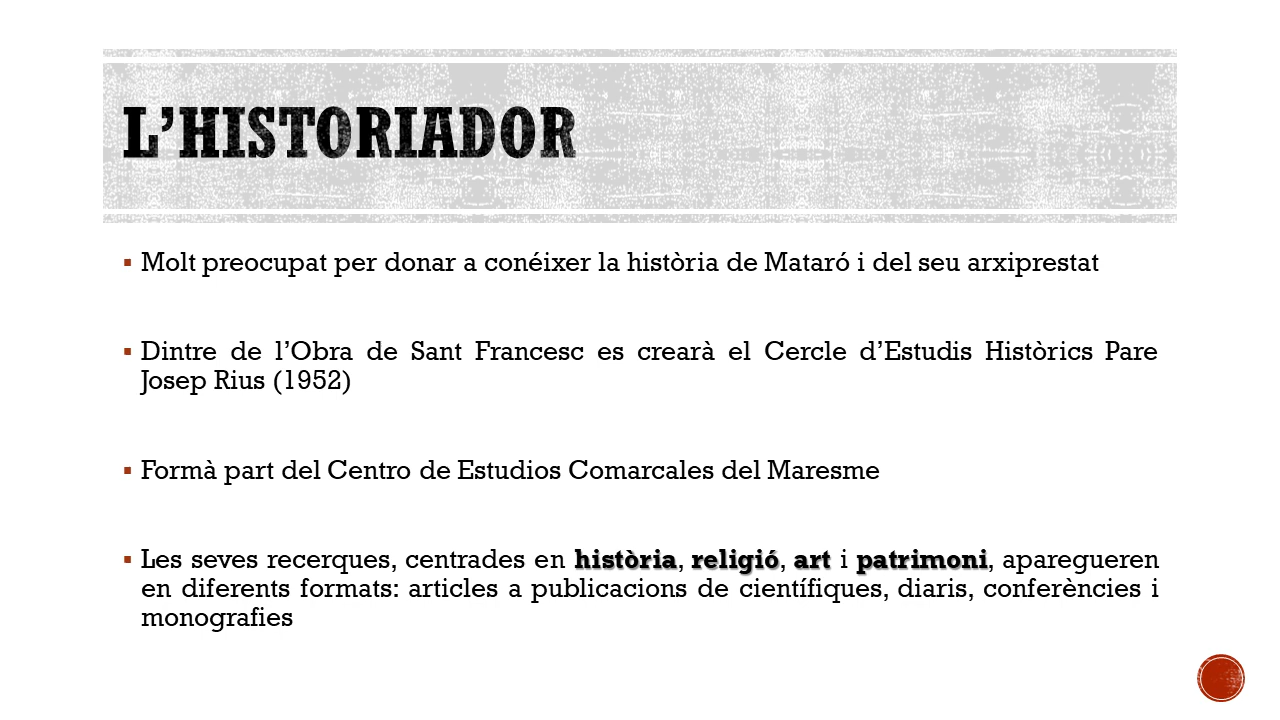 L’HISTORIADOR
▪ Molt preocupat per donar a conéixer la història de Mataró i del seu arxiprestat
▪ Dintre de l’Obra de Sant Francesc es crearà el Cercle d’Estudis Històrics Pare
Josep Rius (1952)
▪ Formà part del Centro de Estudios Comarcales del Maresme
▪ Les seves recerques, centrades en història, religió, art i patrimoni, aparegueren
en diferents formats: articles a publicacions de científiques, diaris, conferències i
monografies